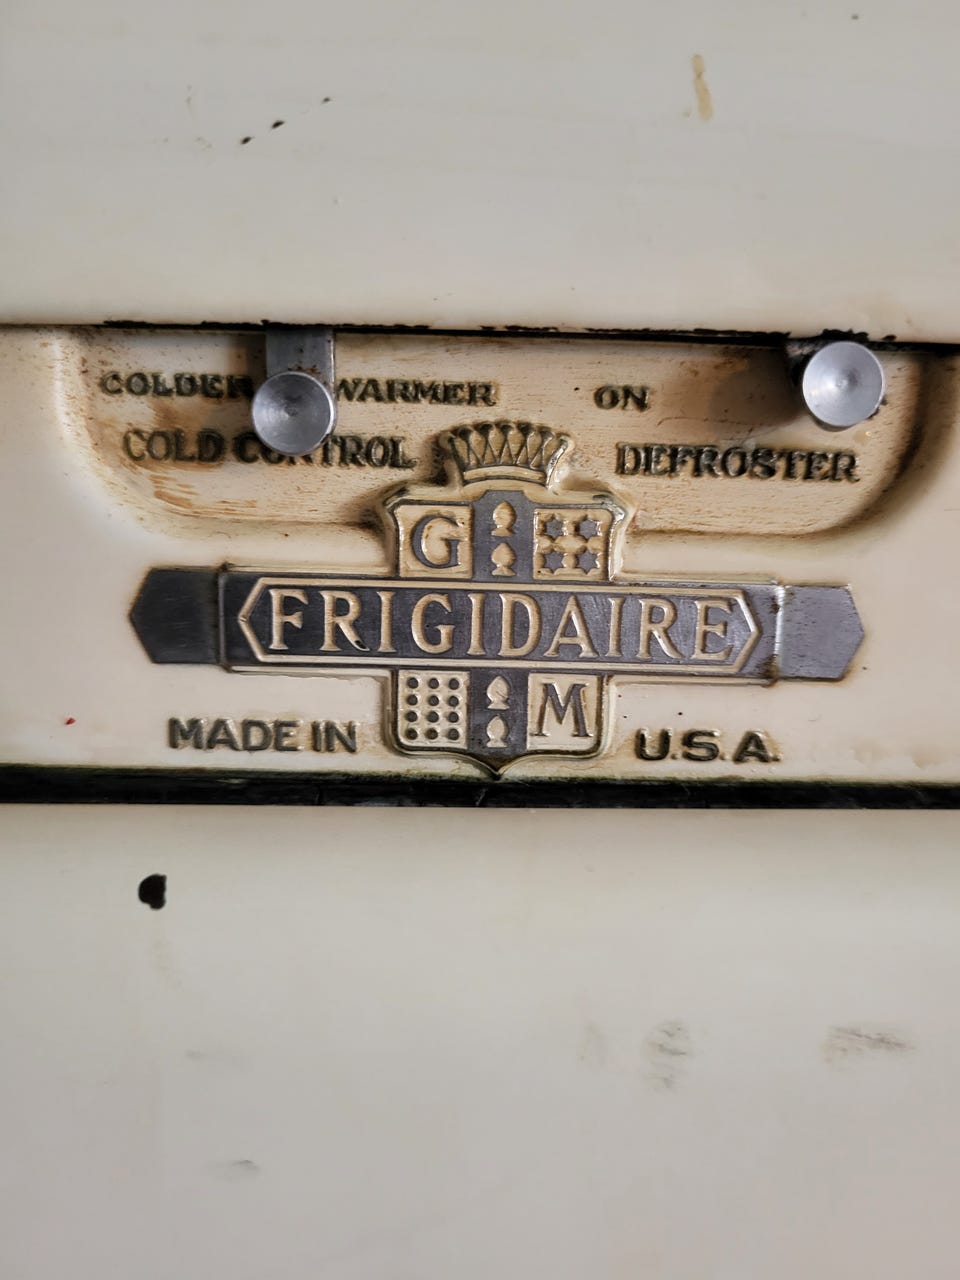 COLDER WARMER ON
COLD CONTROL DEFROSTER
G
FRIGIDAIRE
M
MADE IN U.S.A.